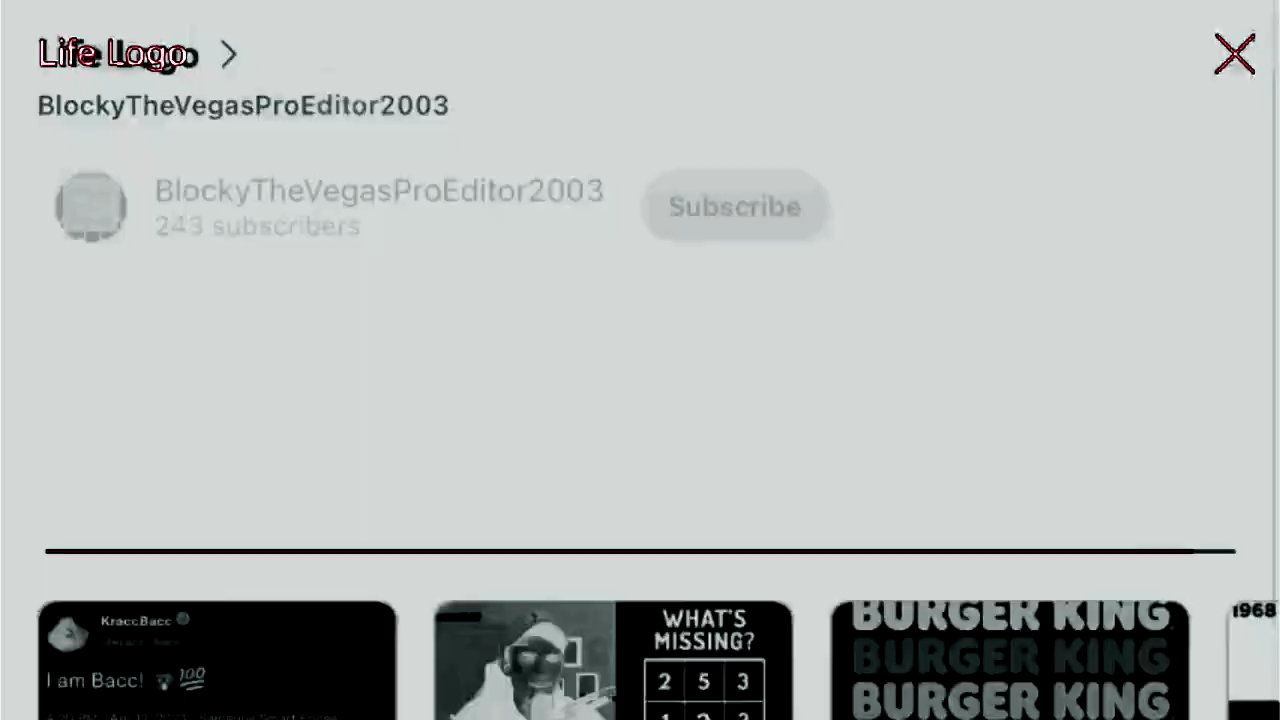 Life Logo
BlockyTheVegasProEditor2003
BlockyTheVegasProEditor2003
243 subscribers
Subscribe
KraccBacc
I am Bacc! 💯
WHAT'S
MISSING?
2 5 3
BURGER KING
BURGER KING
BURGER KING
1968